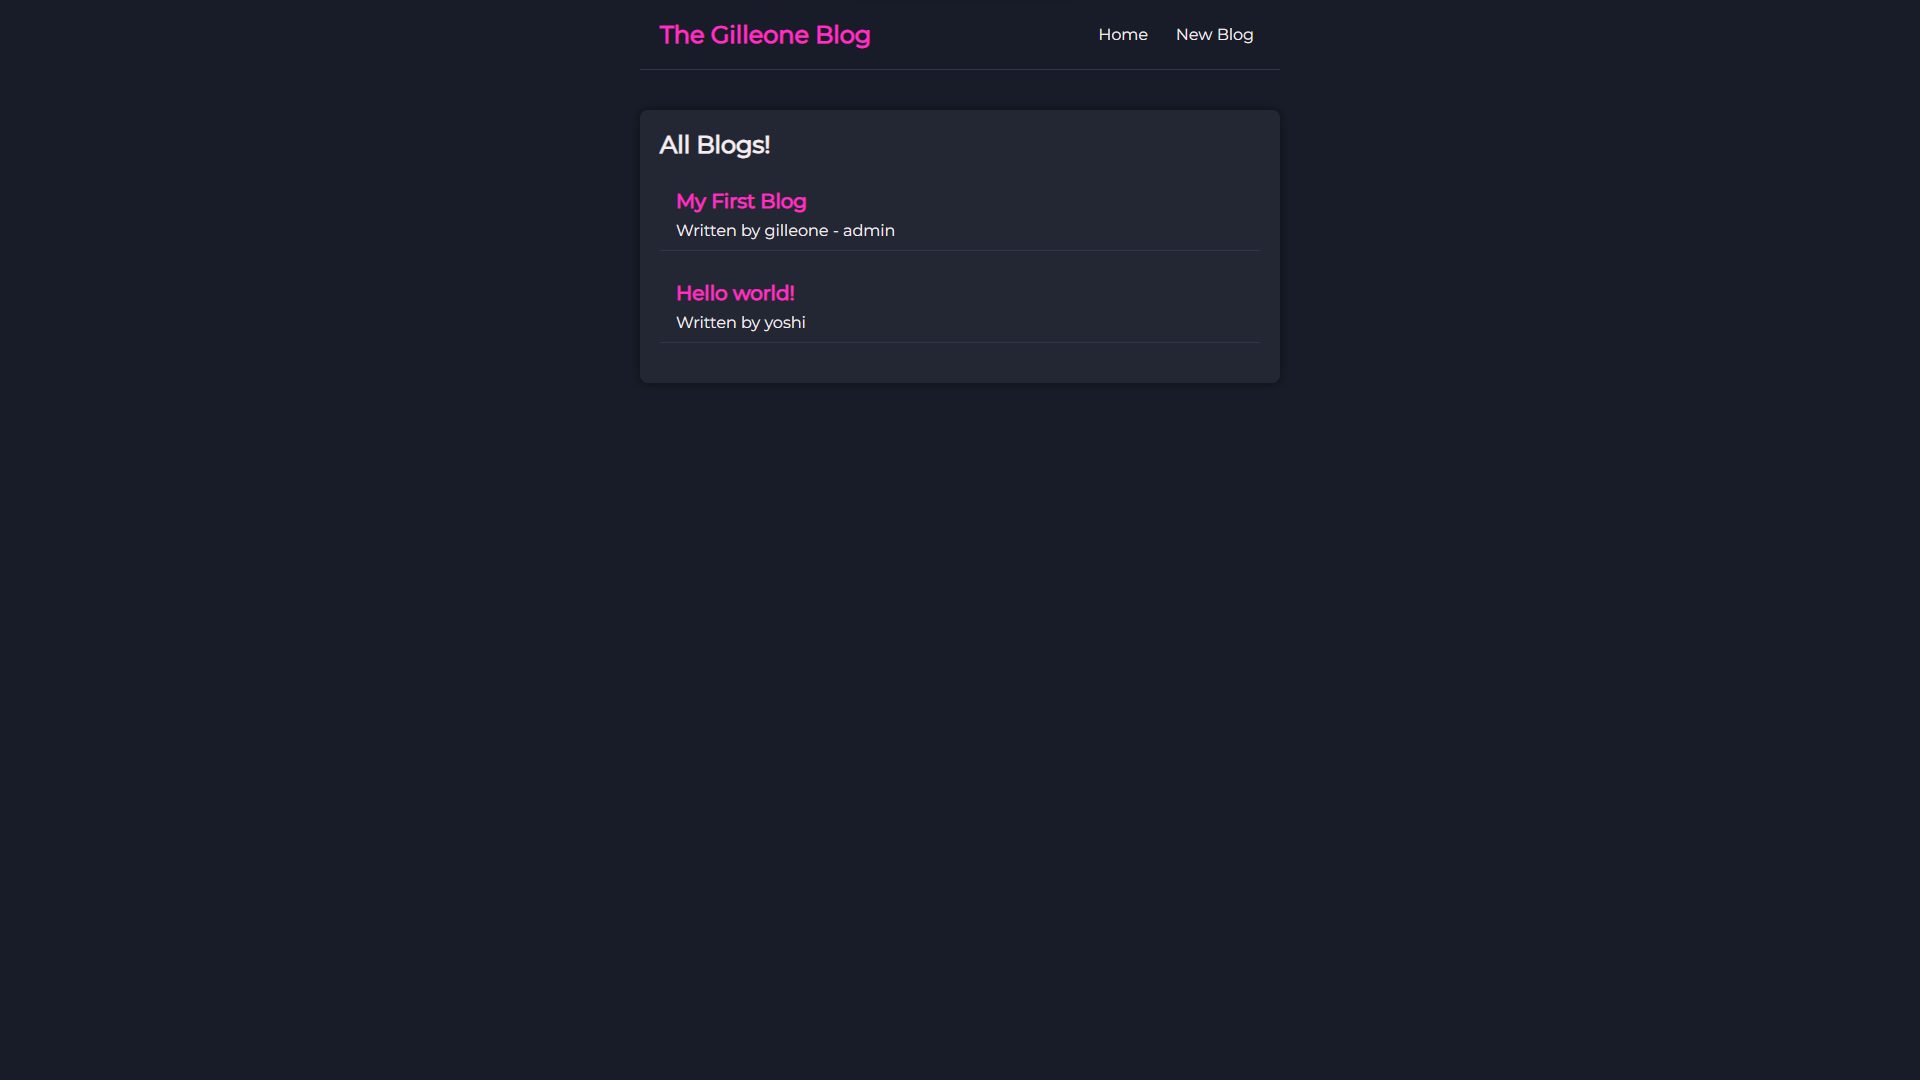 The Gilleone Blog
Home
New Blog
All Blogs!
My First Blog
Written by gilleone - admin
Hello world!
Written by yoshi